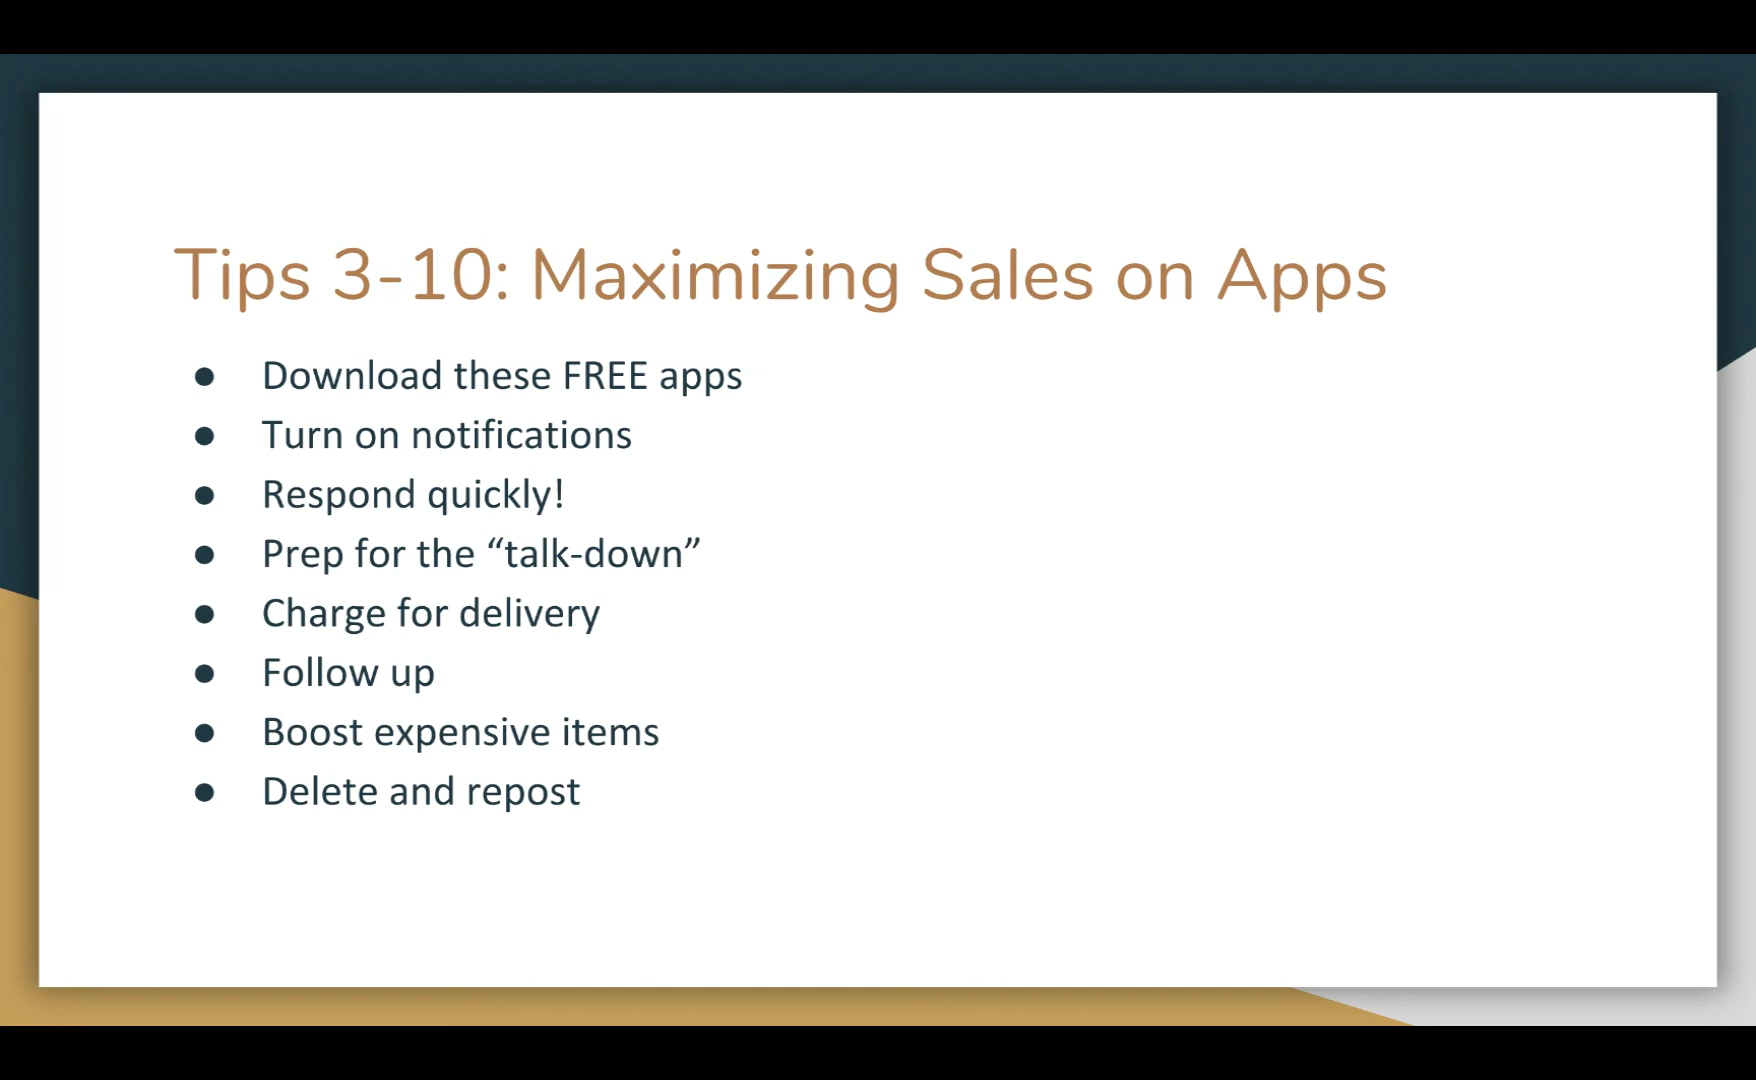 Tips 3-10: Maximizing Sales on Apps
● Download these FREE apps
● Turn on notifications
● Respond quickly!
● Prep for the “talk-down”
● Charge for delivery
● Follow up
● Boost expensive items
● Delete and repost